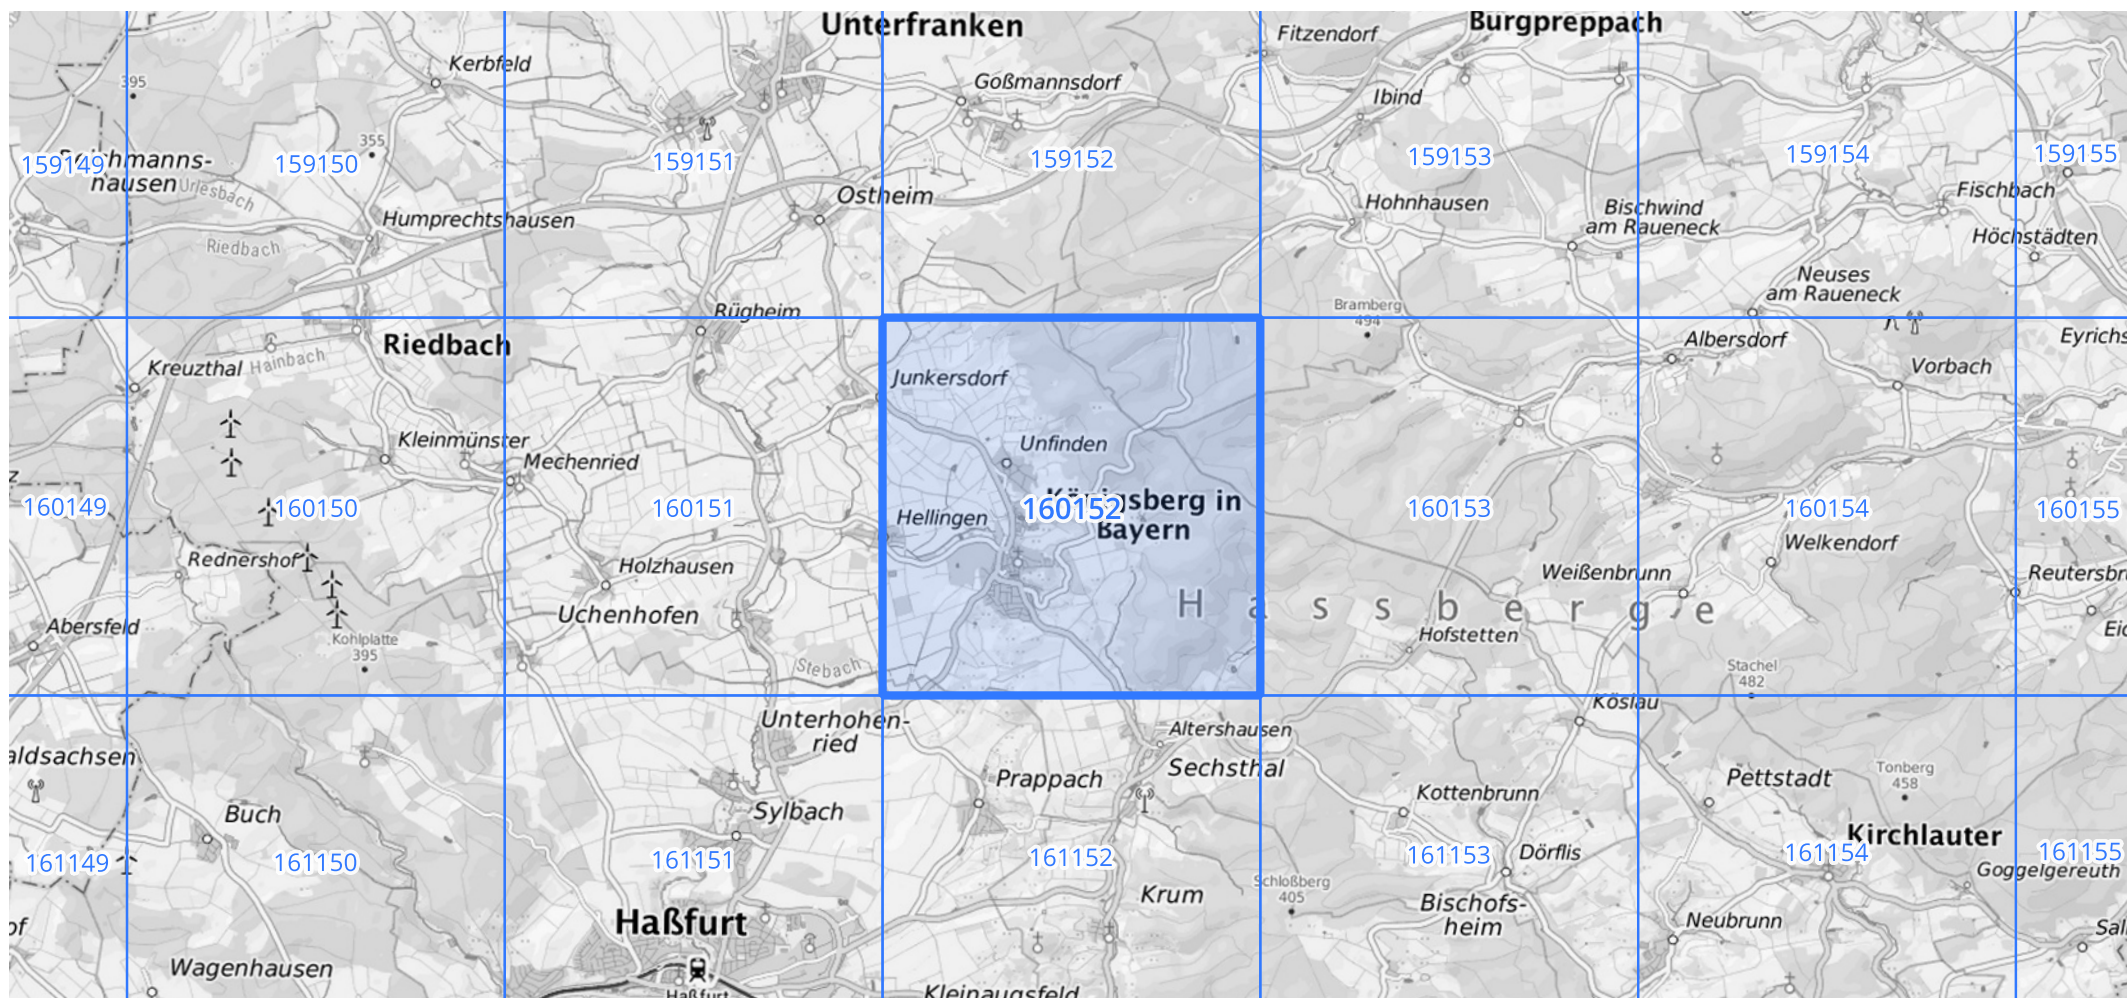 Unterfranken
Burgpreppach
Fitzendorf
Kerbfeld
395
Goßmannsdorf
Ibind
355
159149
159150
159151
159152
159153
159154
159155
nausen
Urlesbach
Ostheim
Fischbach
Humprechtshausen
Hohnhausen
Bischwind
am Raueneck
Riedbach
Höchstädten
Neuses
am Raueneck
Bramberg
494
Rügheim
Riedbach
Albersdorf
Kreuzthal
Hainbach
Vorbach
Junkersdorf
Kleinmünster
Mechenried
Unfinden
z
160149
160150
160151
160152
160153
160154
160155
Hellingen
Königsberg in
Bayern
Rednershof
Holzhausen
Welkendorf
Weißenbrunn
Uchenhofen
Hassberge
Abersfeld
Kohlplatte
395
Hofstetten
Stebach
Stachel
482
Köslau
Unterhohen-
ried
Altershausen
aldsachsen
Prappach
Sechsthal
Pettstadt
Tonberg
458
Buch
Sylbach
Kottenbrunn
Kirchlauter
161149
161150
161151
161152
161153
161154
161155
Dörflis
Goggelgereuth
Schloßberg
405
Krum
Bischofs-
heim
Haßfurt
of
Neubrunn
Wagenhausen
Haßfurt
Kleinaugsfeld